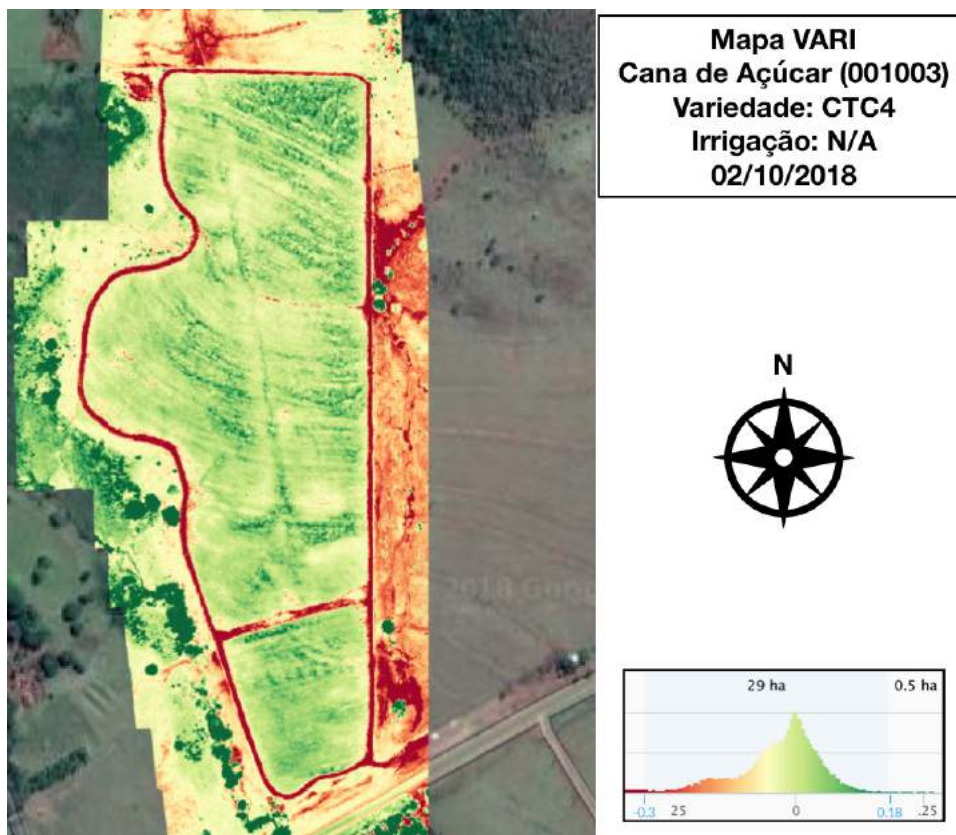 Mapa VARI
Cana de Açúcar (001003)
Variedade: CTC4
Irrigação: N/A
02/10/2018
N
2018 Goo
29 ha 0.5 ha
-0.3 25 0 0.18 .25